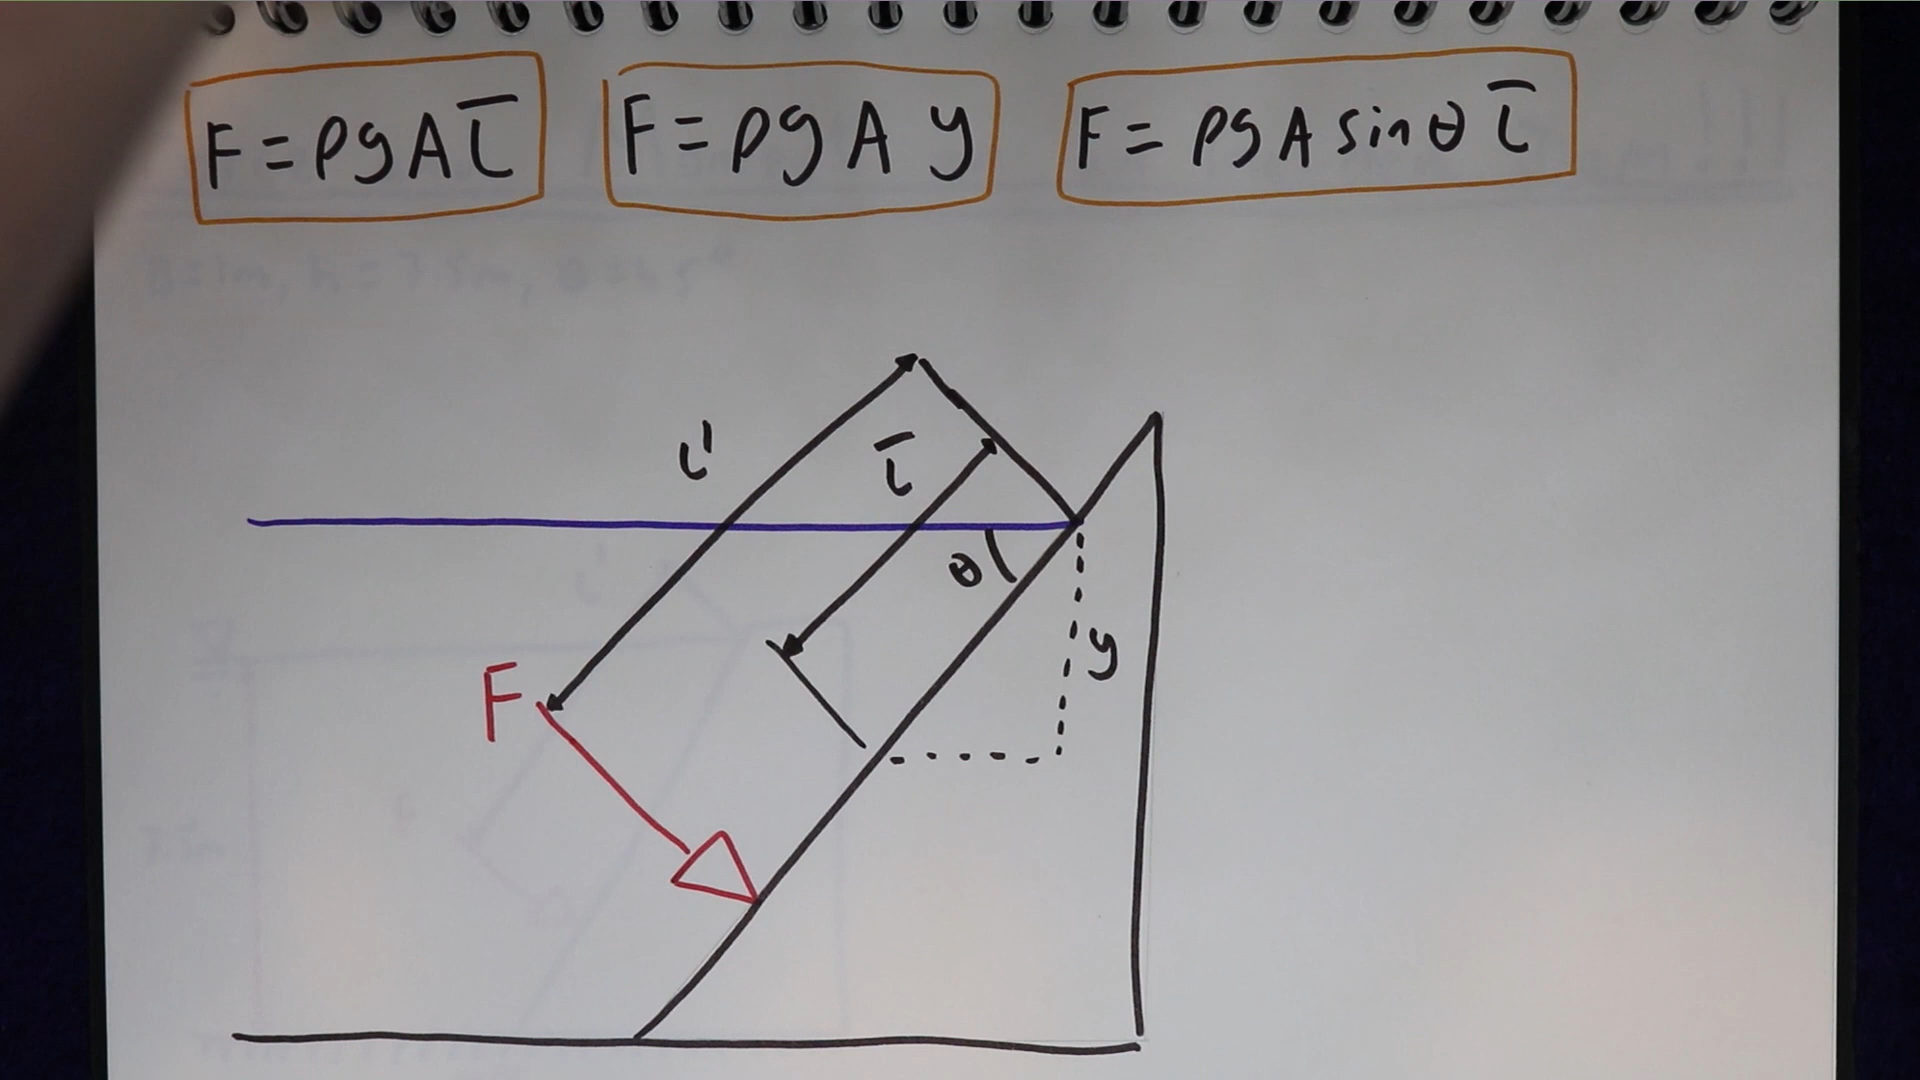 F = ρgA l̄
F = ρgA y
F = ρgA sinθ l̄
l'
l̄
θ
y
F